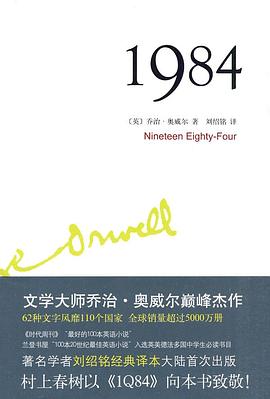 1984
〔英〕乔治·奥威尔 著　刘绍铭 译
Nineteen Eighty-Four
e Orwell
文学大师乔治·奥威尔巅峰杰作
62种文字风靡110个国家 全球销量超过5000万册
《时代周刊》“最好的100本英语小说”
兰登书屋“100本20世纪最佳英语小说” 入选英美德法多国中学生必读书目
著名学者刘绍铭经典译本大陆首次出版
村上春树以《1Q84》向本书致敬！